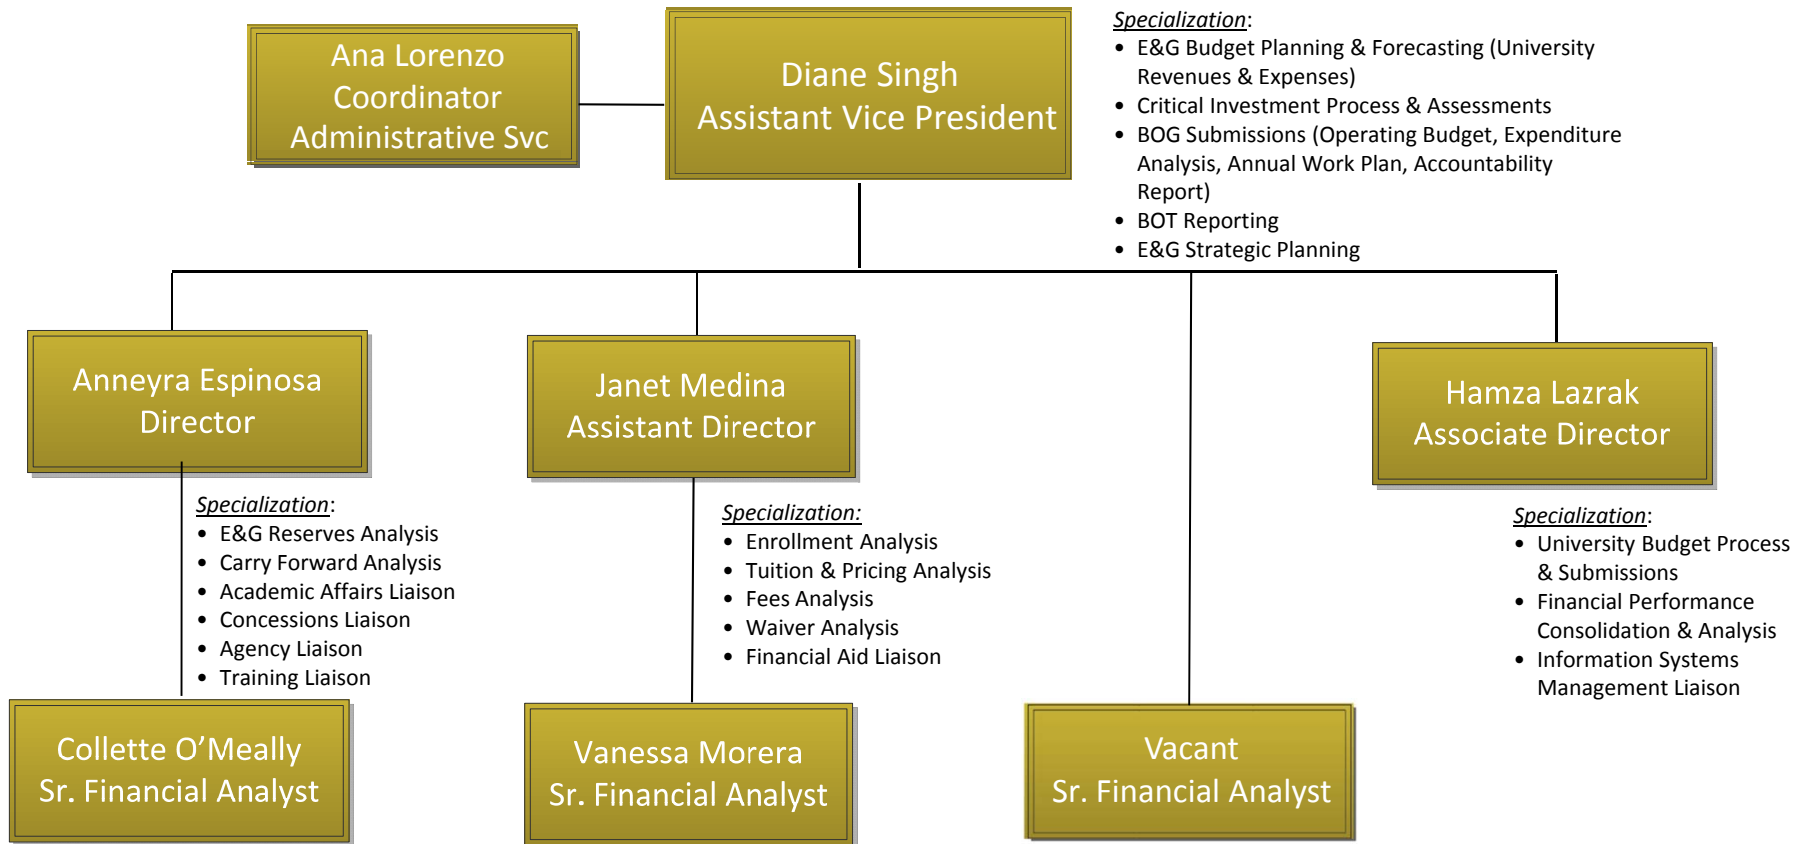 Ana Lorenzo
Coordinator
Administrative Svc
Diane Singh
Assistant Vice President
Specialization:
• E&G Budget Planning & Forecasting (University
Revenues & Expenses)
• Critical Investment Process & Assessments
• BOG Submissions (Operating Budget, Expenditure
Analysis, Annual Work Plan, Accountability
Report)
• BOT Reporting
• E&G Strategic Planning
Anneyra Espinosa
Director
Specialization:
• E&G Reserves Analysis
• Carry Forward Analysis
• Academic Affairs Liaison
• Concessions Liaison
• Agency Liaison
• Training Liaison
Janet Medina
Assistant Director
Specialization:
• Enrollment Analysis
• Tuition & Pricing Analysis
• Fees Analysis
• Waiver Analysis
• Financial Aid Liaison
Hamza Lazrak
Associate Director
Specialization:
• University Budget Process
& Submissions
• Financial Performance
Consolidation & Analysis
• Information Systems
Management Liaison
Collette O’Meally
Sr. Financial Analyst
Vanessa Morera
Sr. Financial Analyst
Vacant
Sr. Financial Analyst